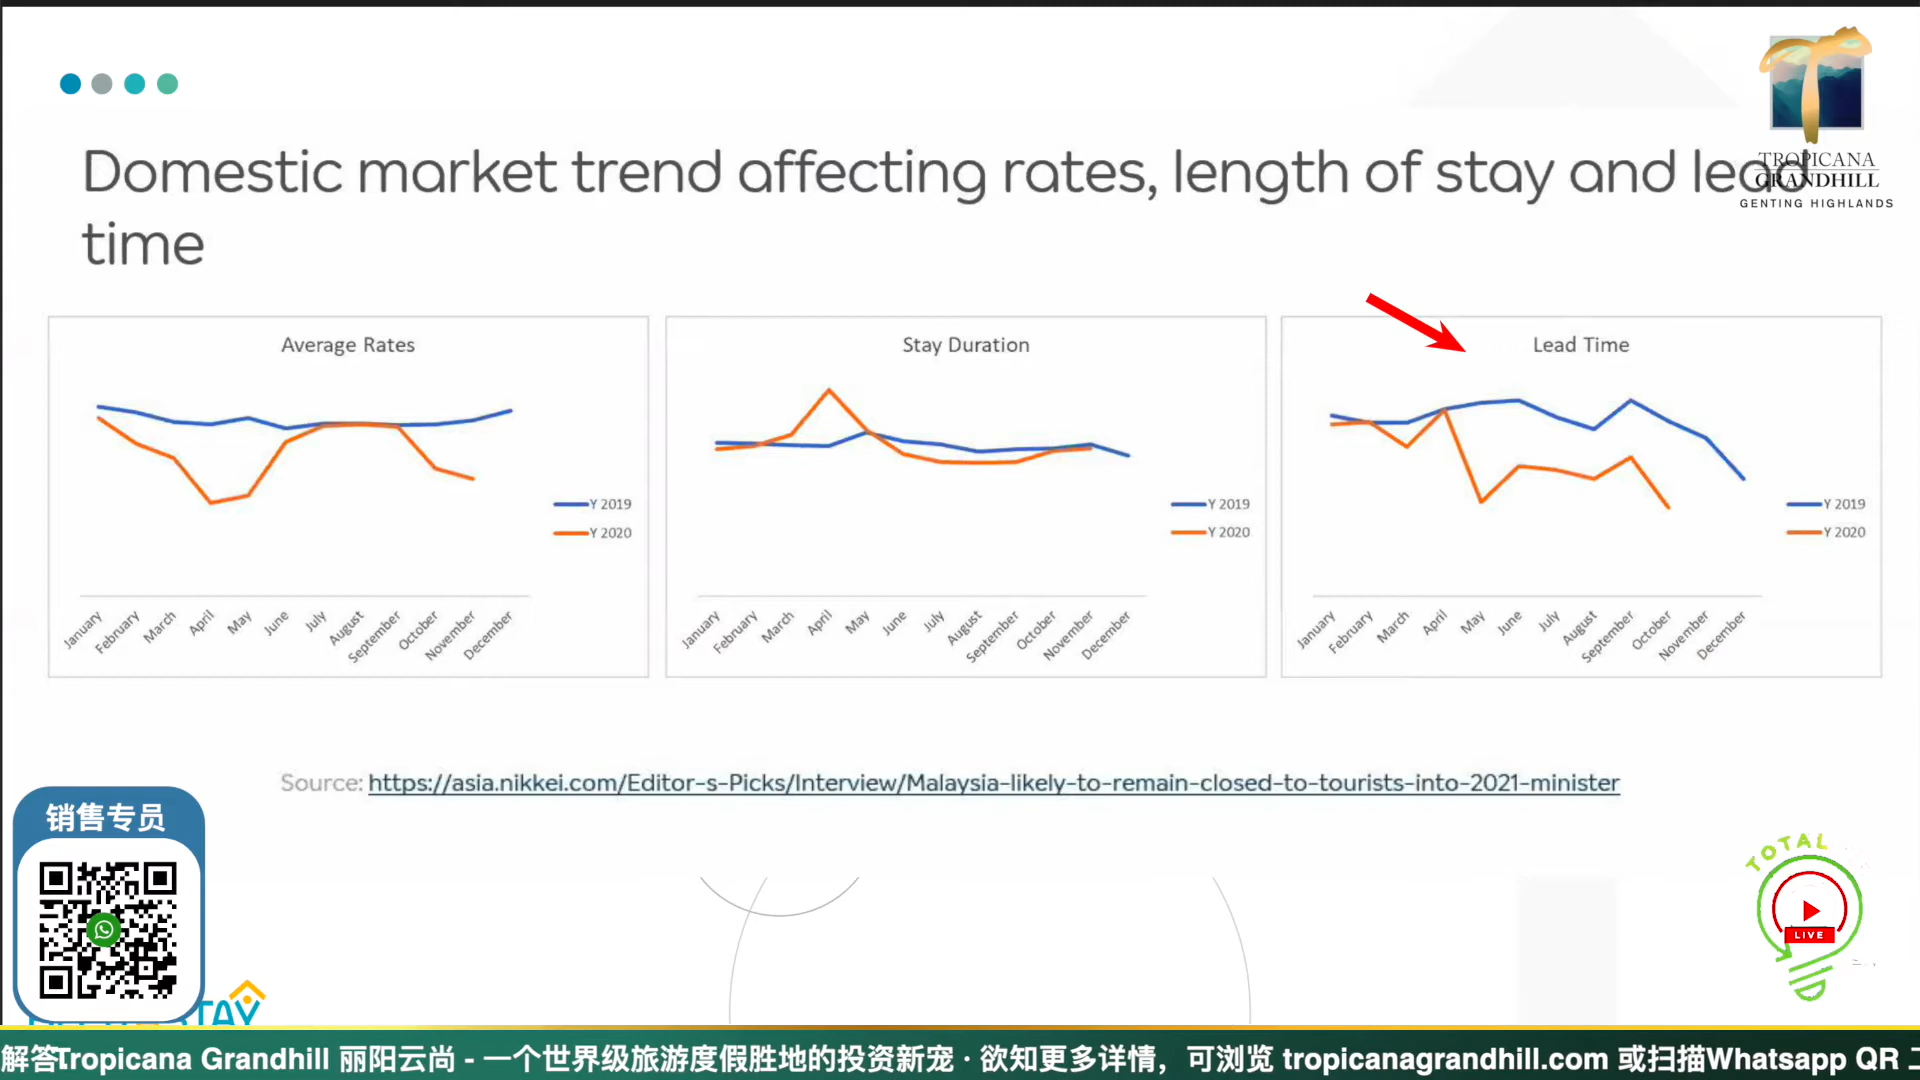 TROPICANA
GRANDHILL
GENTING HIGHLANDS
Domestic market trend affecting rates, length of stay and lead
time
Average Rates
Y 2019
Y 2020
January
February
March
April
May
June
July
August
September
October
November
December
Stay Duration
Y 2019
Y 2020
January
February
March
April
May
June
July
August
September
October
November
December
Lead Time
Y 2019
Y 2020
January
February
March
April
May
June
July
August
September
October
November
December
Source: https://asia.nikkei.com/Editor-s-Picks/Interview/Malaysia-likely-to-remain-closed-to-tourists-into-2021-minister
销售专员
TOTAL
LIVE
解答Tropicana Grandhill 丽阳云尚 - 一个世界级旅游度假胜地的投资新宠 · 欲知更多详情，可浏览 tropicanagrandhill.com 或扫描Whatsapp QR